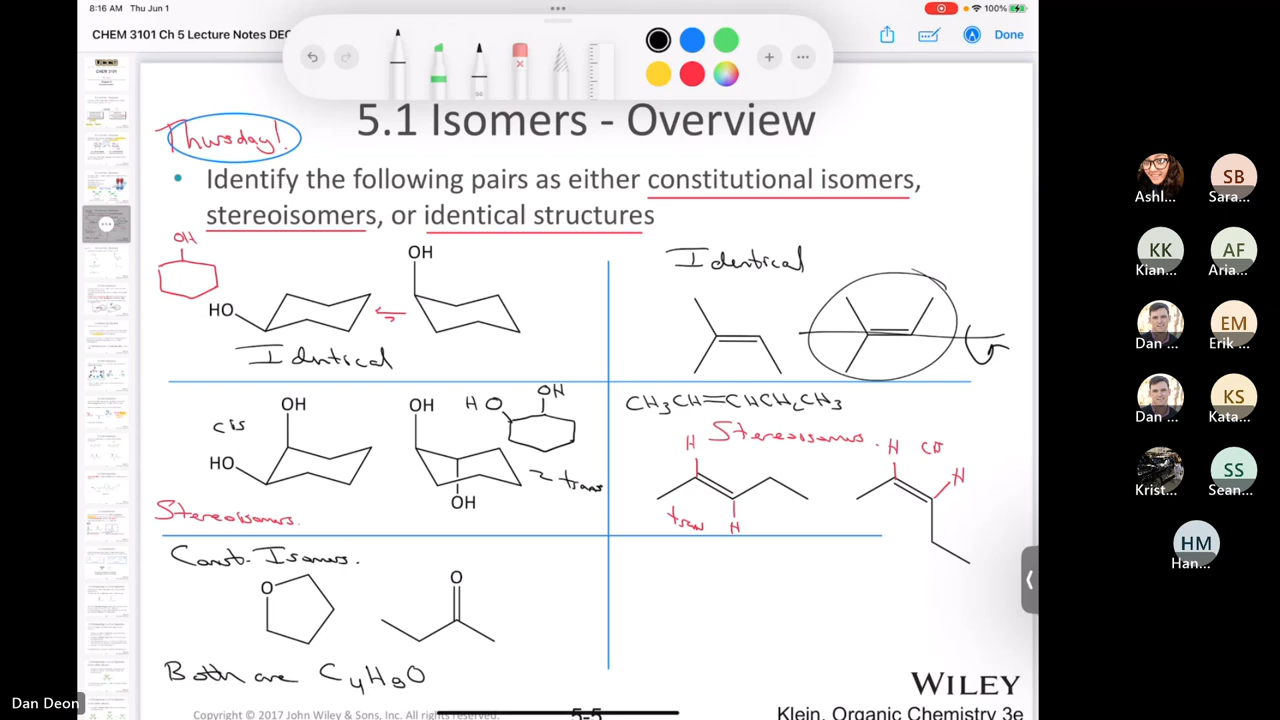 8:16 AM Thu Jun 1
100%
CHEM 3101 Ch 5 Lecture Notes DEC
Done
5.1 Isomers - Overview
Thursday!
• Identify the following pairs as either constitutional isomers,
stereoisomers, or identical structures
OH
OH
HO
Identical
Identical
OH
HO
cis
OH
OH
HO
OH
trans
Stereoisomers.
CH3CH=CHCH2CH3
Stereoisomers.
H
H
trans
H
H
cis
Const. Isomers.
O
O
Both are C4H8O
WILEY
Copyright © 2017 John Wiley & Sons, Inc. All rights reserved.
5-5
Klein, Organic Chemistry 3e
Dan Deon
SB
Ashl...
Sara...
KK
AF
Kian...
Aria...
EM
Dan ...
Erik ...
KS
Dan ...
Kata...
SS
Krist...
Sean...
HM
Han...